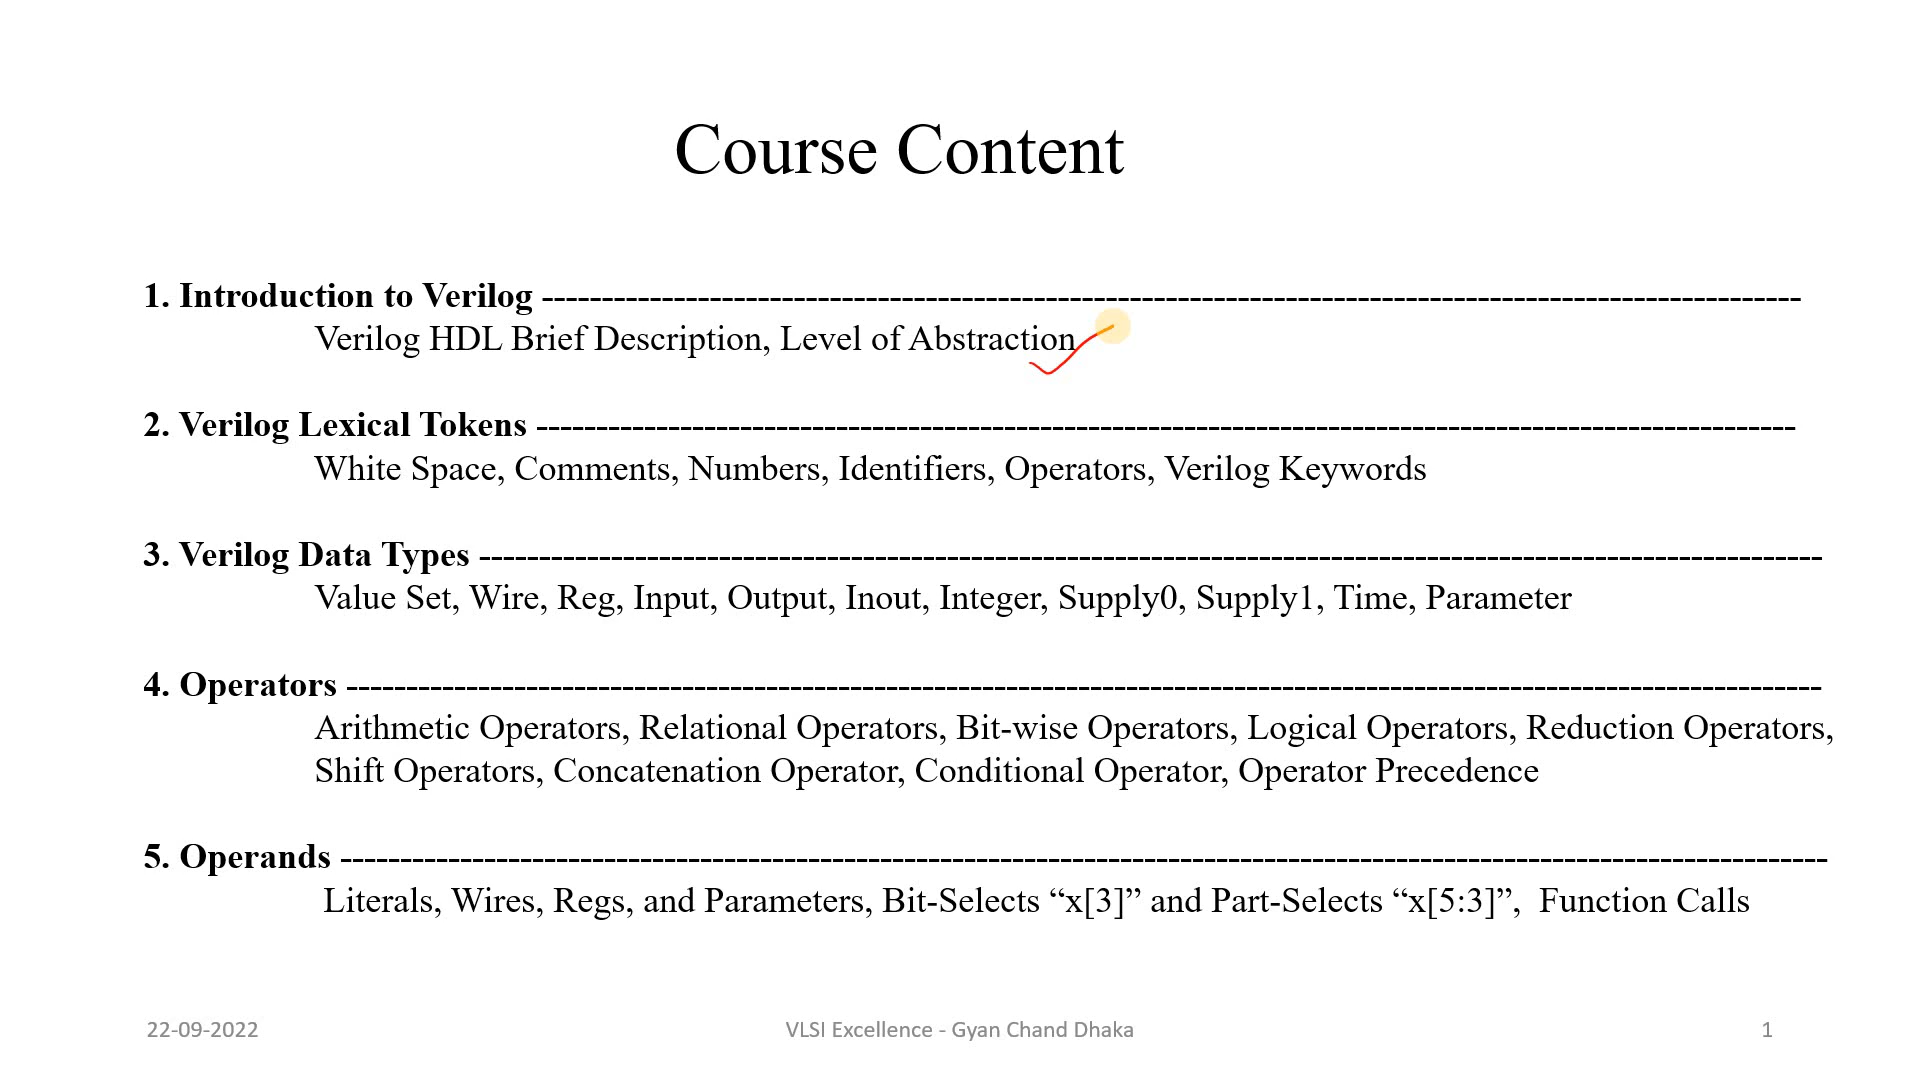 Course Content
1. Introduction to Verilog ---------------------------------------------------------------------------------------------------------
Verilog HDL Brief Description, Level of Abstraction
2. Verilog Lexical Tokens ---------------------------------------------------------------------------------------------------------
White Space, Comments, Numbers, Identifiers, Operators, Verilog Keywords
3. Verilog Data Types ----------------------------------------------------------------------------------------------------------------
Value Set, Wire, Reg, Input, Output, Inout, Integer, Supply0, Supply1, Time, Parameter
4. Operators ---------------------------------------------------------------------------------------------------------------------------
Arithmetic Operators, Relational Operators, Bit-wise Operators, Logical Operators, Reduction Operators,
Shift Operators, Concatenation Operator, Conditional Operator, Operator Precedence
5. Operands ----------------------------------------------------------------------------------------------------------------------------
Literals, Wires, Regs, and Parameters, Bit-Selects “x[3]” and Part-Selects “x[5:3]”,  Function Calls
22-09-2022
VLSI Excellence - Gyan Chand Dhaka
1